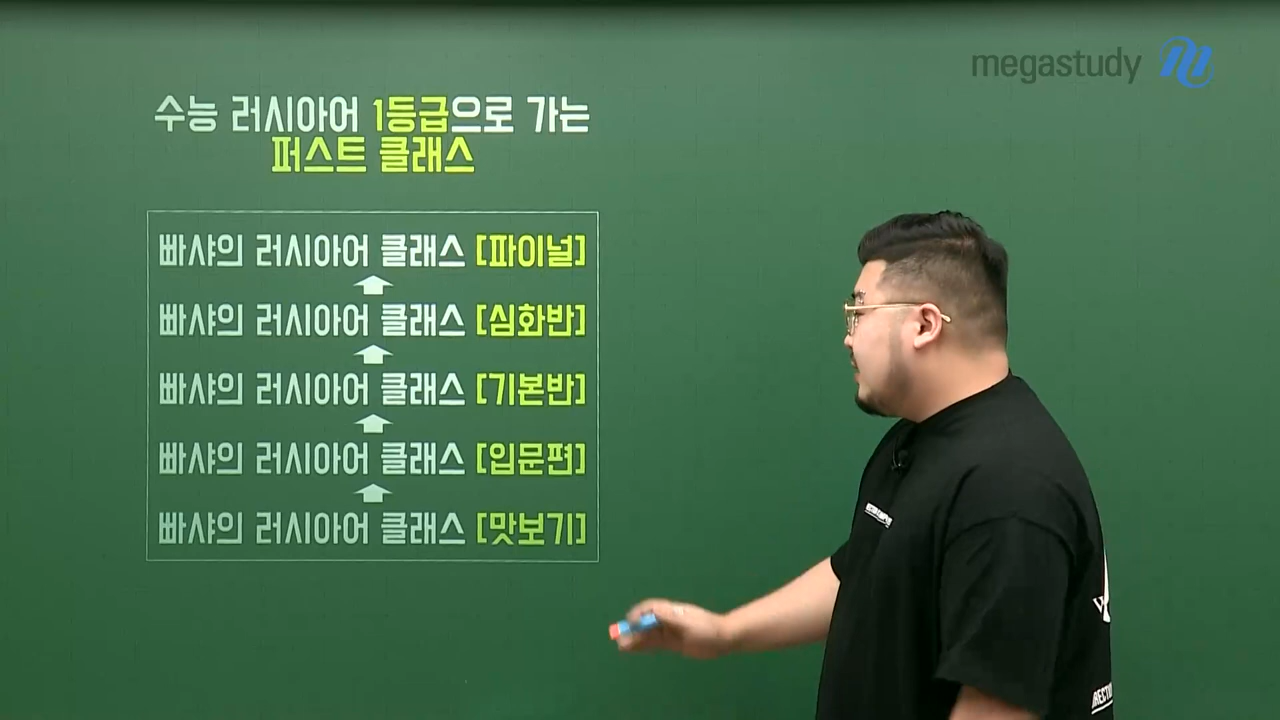 megastudy
수능 러시아어 1등급으로 가는
퍼스트 클래스
빠샤의 러시아어 클래스 [파이널]
빠샤의 러시아어 클래스 [심화반]
빠샤의 러시아어 클래스 [기본반]
빠샤의 러시아어 클래스 [입문편]
빠샤의 러시아어 클래스 [맛보기]